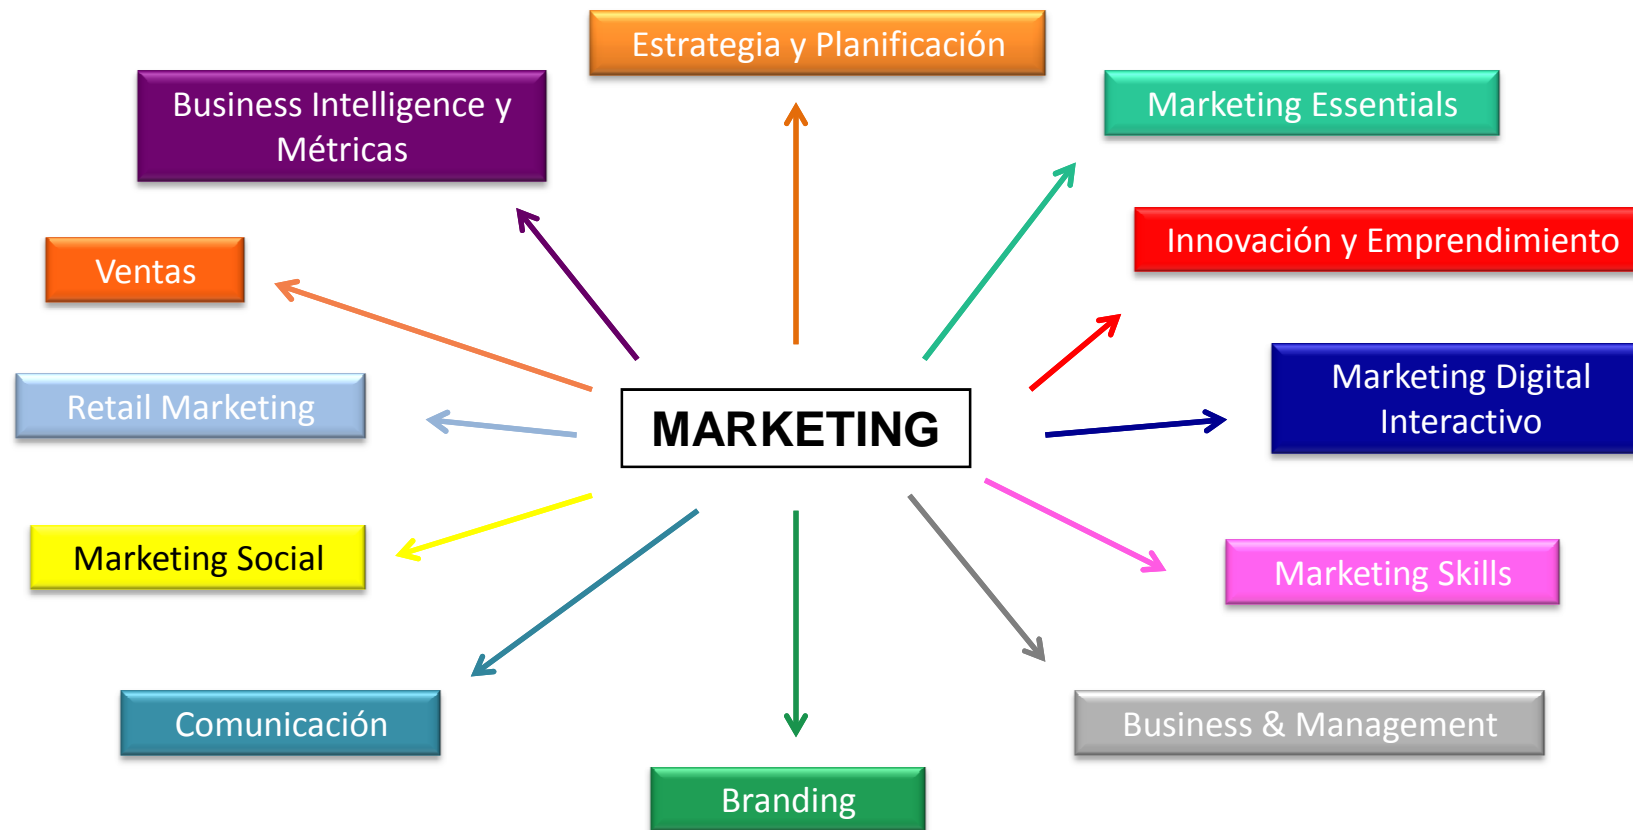 Estrategia y Planificación
Business Intelligence y
Métricas
Marketing Essentials
Innovación y Emprendimiento
Ventas
Marketing Digital
Interactivo
Retail Marketing
MARKETING
Marketing Social
Marketing Skills
Comunicación
Business & Management
Branding